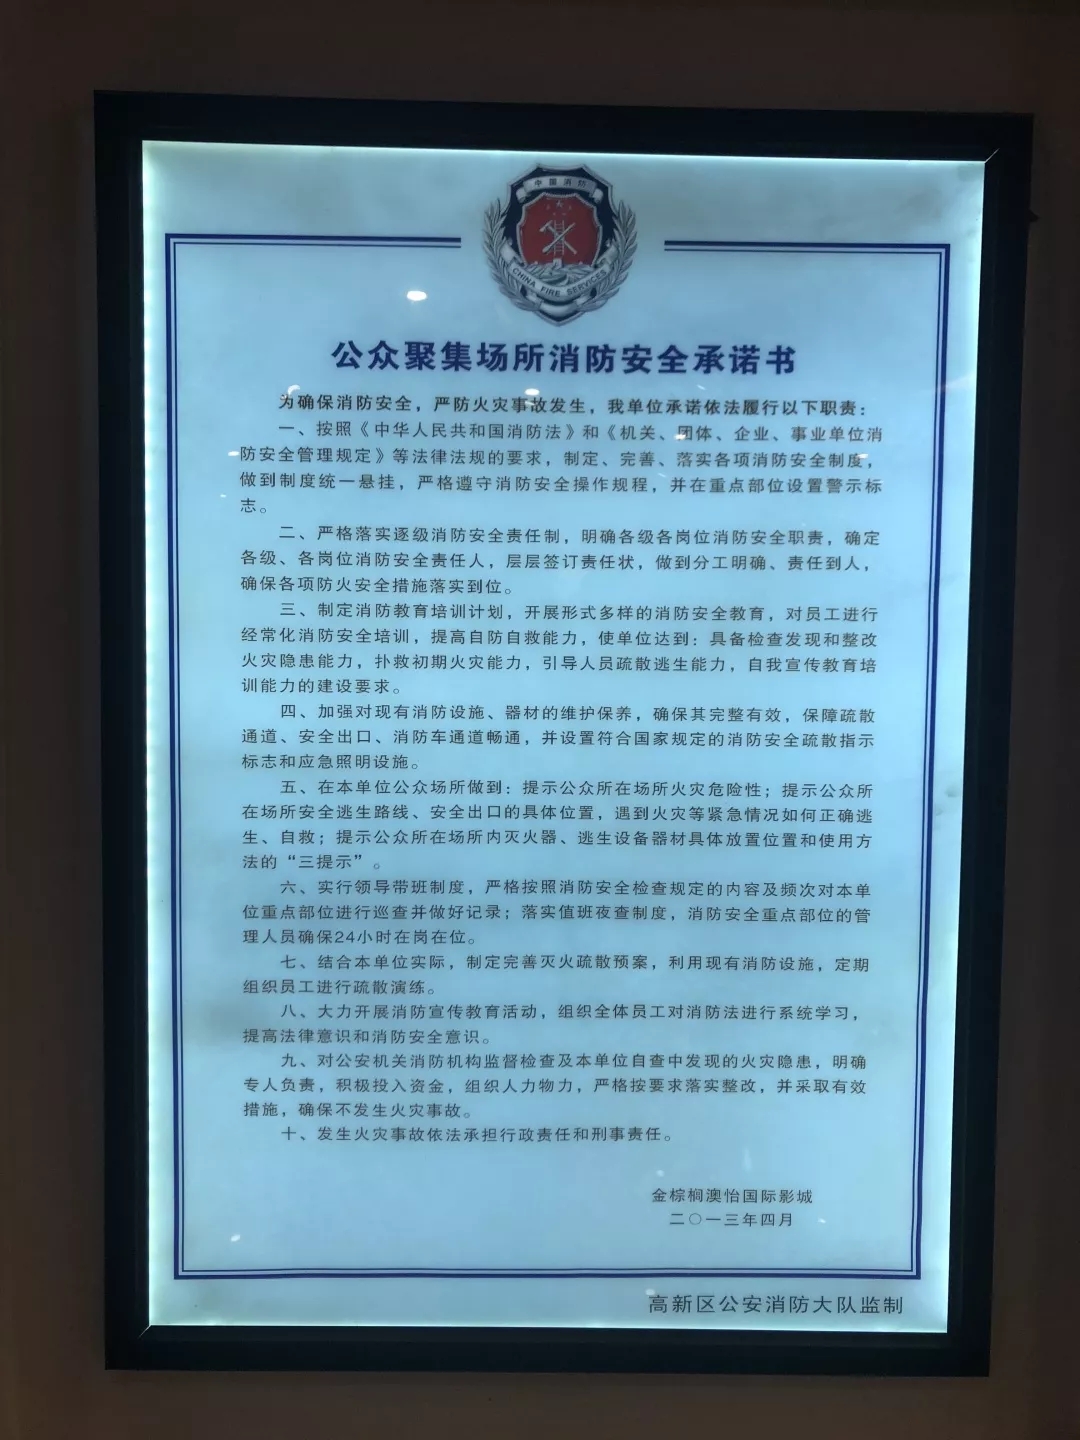 中国消防
CHINA FIRE SERVICES
公众聚集场所消防安全承诺书
为确保消防安全，严防火灾事故发生，我单位承诺依法履行以下职责：
一、按照《中华人民共和国消防法》和《机关、团体、企业、事业单位消
防安全管理规定》等法律法规的要求，制定、完善、落实各项消防安全制度，
做到制度统一悬挂，严格遵守消防安全操作规程，并在重点部位设置警示标
志。
二、严格落实逐级消防安全责任制，明确各级各岗位消防安全职责，确定
各级、各岗位消防安全责任人，层层签订责任状，做到分工明确、责任到人，
确保各项防火安全措施落实到位。
三、制定消防教育培训计划，开展形式多样的消防安全教育，对员工进行
经常化消防安全培训，提高自防自救能力，使单位达到：具备检查发现和整改
火灾隐患能力，扑救初期火灾能力，引导人员疏散逃生能力，自我宣传教育培
训能力的建设要求。
四、加强对现有消防设施、器材的维护保养，确保其完整有效，保障疏散
通道、安全出口、消防车通道畅通，并设置符合国家规定的消防安全疏散指示
标志和应急照明设施。
五、在本单位公众场所做到：提示公众所在场所火灾危险性；提示公众所
在场所安全逃生路线、安全出口的具体位置，遇到火灾等紧急情况如何正确逃
生、自救；提示公众所在场所内灭火器、逃生设备器材具体放置位置和使用方
法的“三提示”。
六、实行领导带班制度，严格按照消防安全检查规定的内容及频次对本单
位重点部位进行巡查并做好记录；落实值班夜查制度，消防安全重点部位的管
理人员确保24小时在岗在位。
七、结合本单位实际，制定完善灭火疏散预案，利用现有消防设施，定期
组织员工进行疏散演练。
八、大力开展消防宣传教育活动，组织全体员工对消防法进行系统学习，
提高法律意识和消防安全意识。
九、对公安机关消防机构监督检查及本单位自查中发现的火灾隐患，明确
专人负责，积极投入资金，组织人力物力，严格按要求落实整改，并采取有效
措施，确保不发生火灾事故。
十、发生火灾事故依法承担行政责任和刑事责任。
金棕榈澳怡国际影城
二〇一三年四月
高新区公安消防大队监制